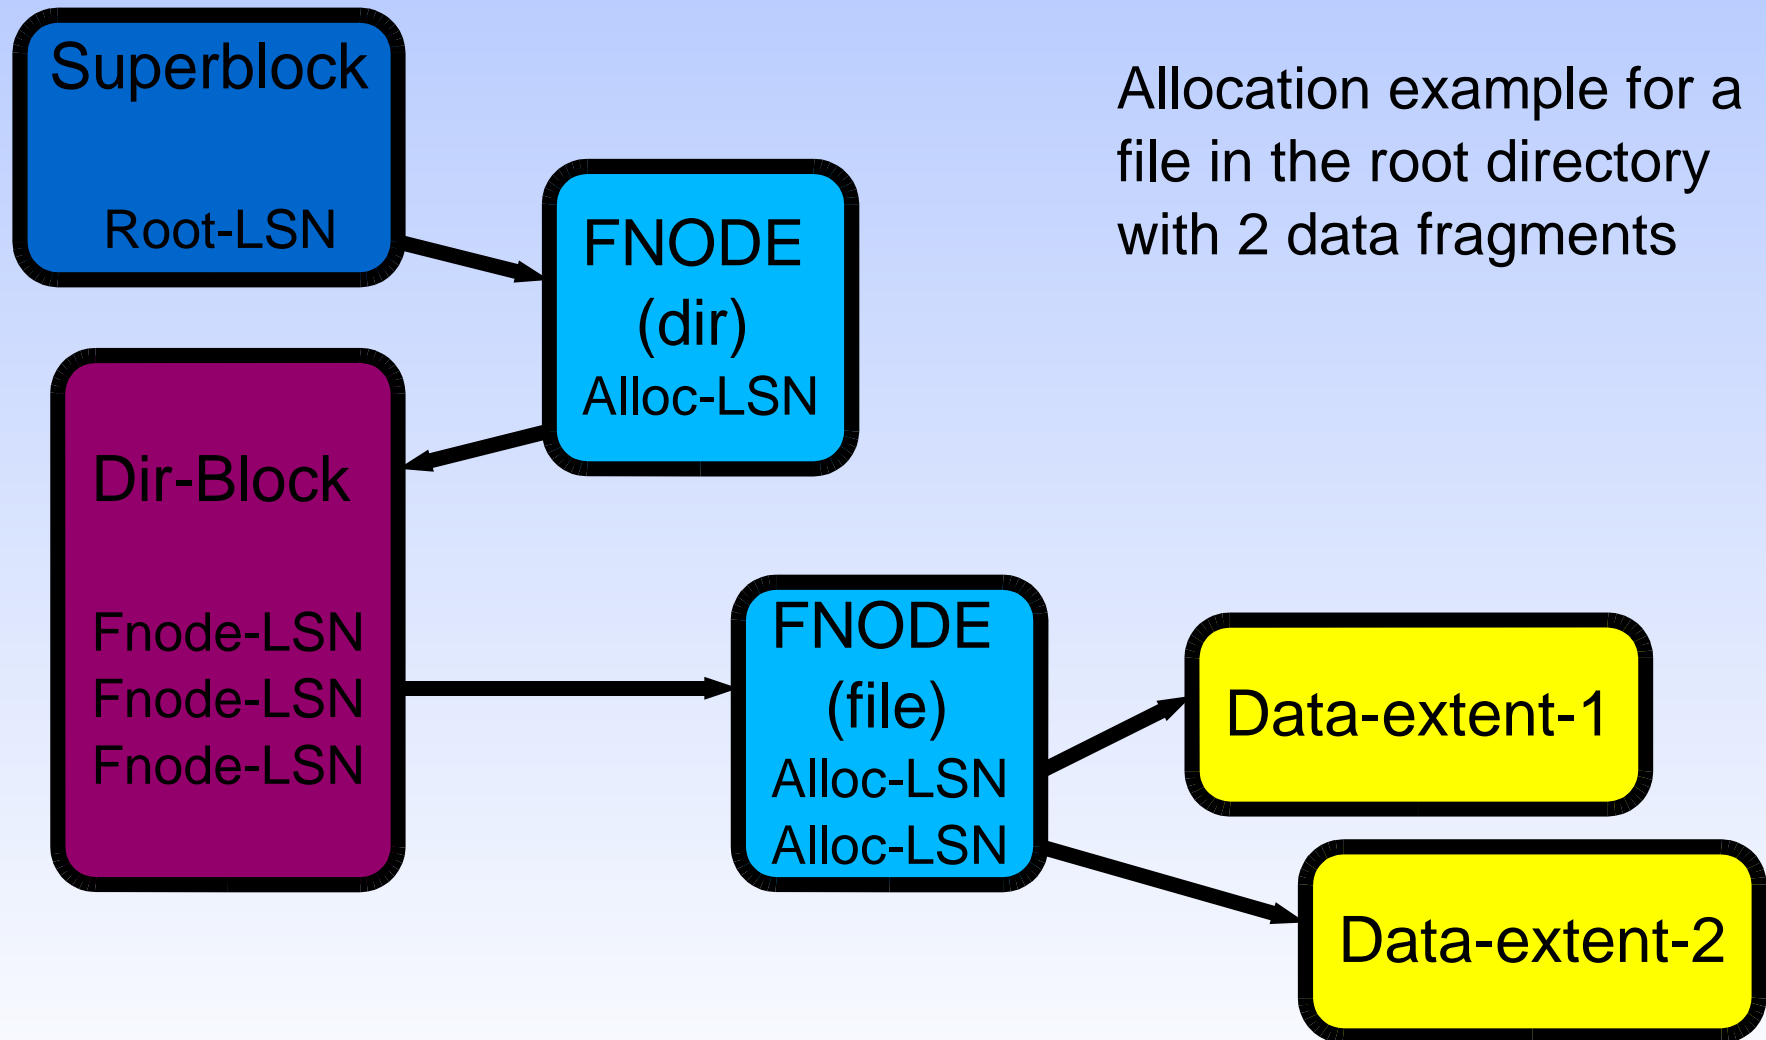 Superblock
Root-LSN
Allocation example for a
file in the root directory
with 2 data fragments
FNODE
(dir)
Alloc-LSN
Dir-Block
Fnode-LSN
Fnode-LSN
Fnode-LSN
FNODE
(file)
Alloc-LSN
Alloc-LSN
Data-extent-1
Data-extent-2